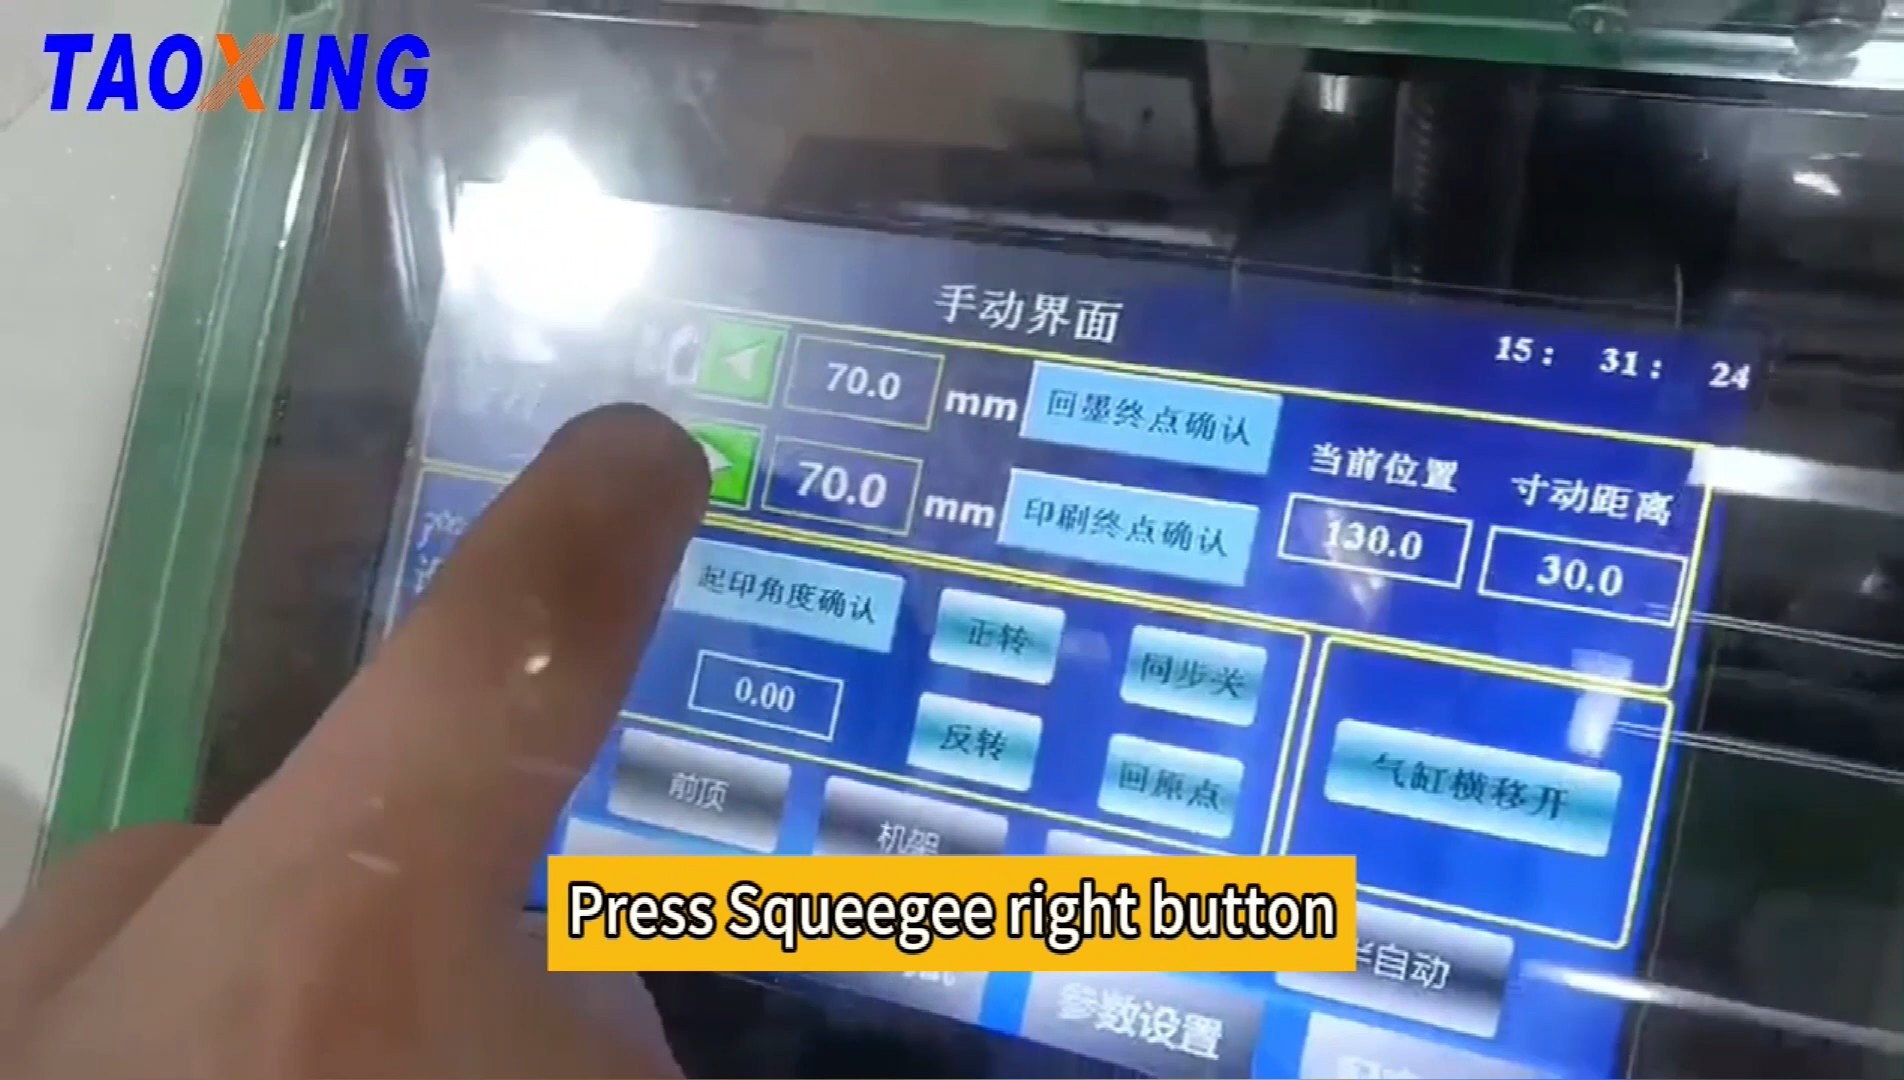 TAOXING
手动界面
15: 31: 24
70.0 mm 回墨终点确认
当前位置 寸动距离
70.0 mm 印刷终点确认
130.0 30.0
起印角度确认 正转 同步关
0.00 反转 回原点
气缸横移开
前顶 机架
Press Squeegee right button
半自动
参数设置